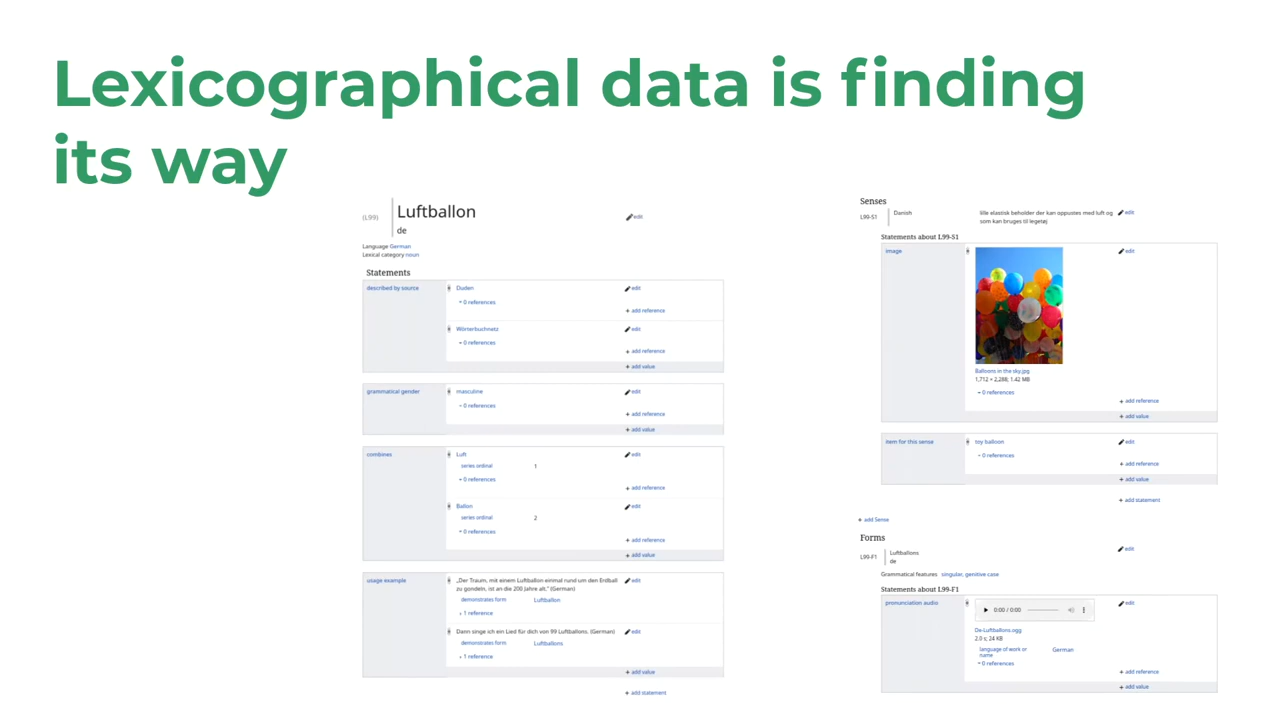 Lexicographical data is finding
its way
(L99)
Luftballon
edit
de
Language German
Lexical category noun
Statements
described by source
Duden
edit
0 references
+ add reference
Wörterbuchnetz
edit
0 references
+ add reference
+ add value
grammatical gender
masculine
edit
0 references
+ add reference
+ add value
combines
Luft
edit
series ordinal 1
0 references
+ add reference
Ballon
edit
series ordinal 2
0 references
+ add reference
+ add value
usage example
„Der Traum, mit einem Luftballon einmal rund um den Erdball
edit
zu gondeln, ist an die 200 Jahre alt.“ (German)
demonstrates form Luftballon
1 reference
Dann singe ich ein Lied für dich von 99 Luftballons. (German)
edit
demonstrates form Luftballons
1 reference
+ add value
+ add statement
Senses
L99-S1
Danish
lille elastisk beholder der kan oppustes med luft og
som kan bruges til legetøj
edit
Statements about L99-S1
image
edit
Balloons in the sky.jpg
1,712 × 2,288; 1.42 MB
0 references
+ add reference
+ add value
item for this sense
toy balloon
edit
0 references
+ add reference
+ add value
+ add statement
+ add Sense
Forms
L99-F1
Luftballons
de
edit
Grammatical features singular, genitive case
Statements about L99-F1
pronunciation audio
0:00 / 0:00
edit
De-Luftballons.ogg
2.0 s; 24 KB
language of work or
name
German
0 references
+ add reference
+ add value